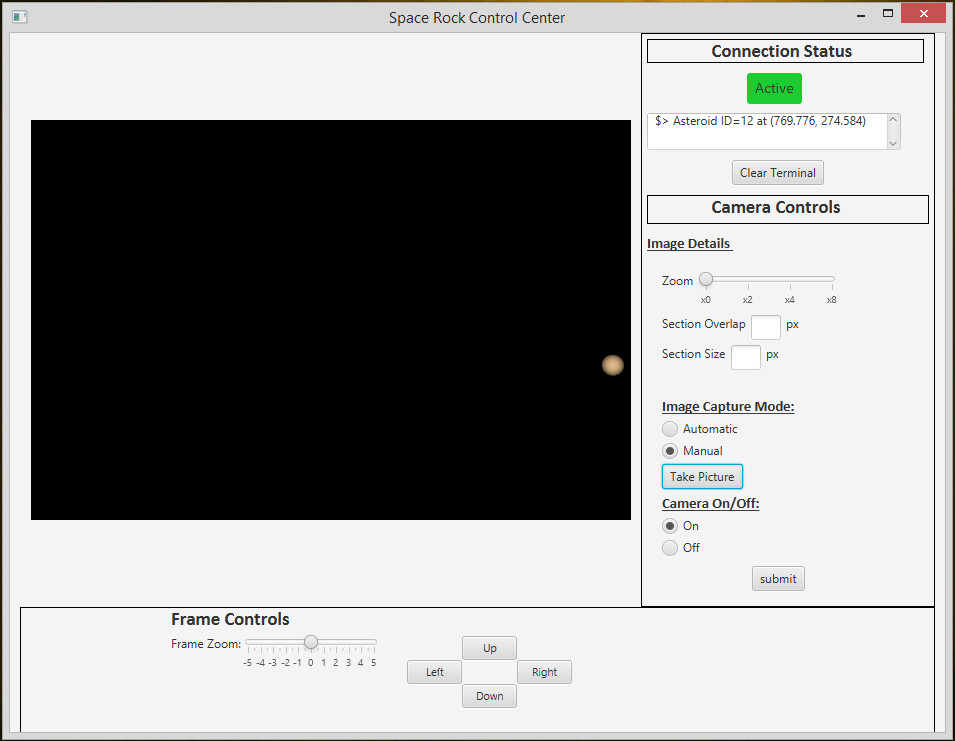 Space Rock Control Center
Connection Status
Active
$> Asteroid ID=12 at (769.776, 274.584)
Clear Terminal
Camera Controls
Image Details
Zoom
x0 x2 x4 x8
Section Overlap px
Section Size px
Image Capture Mode:
Automatic
Manual
Take Picture
Camera On/Off:
On
Off
submit
Frame Controls
Frame Zoom:
-5 -4 -3 -2 -1 0 1 2 3 4 5
Up
Left Right
Down